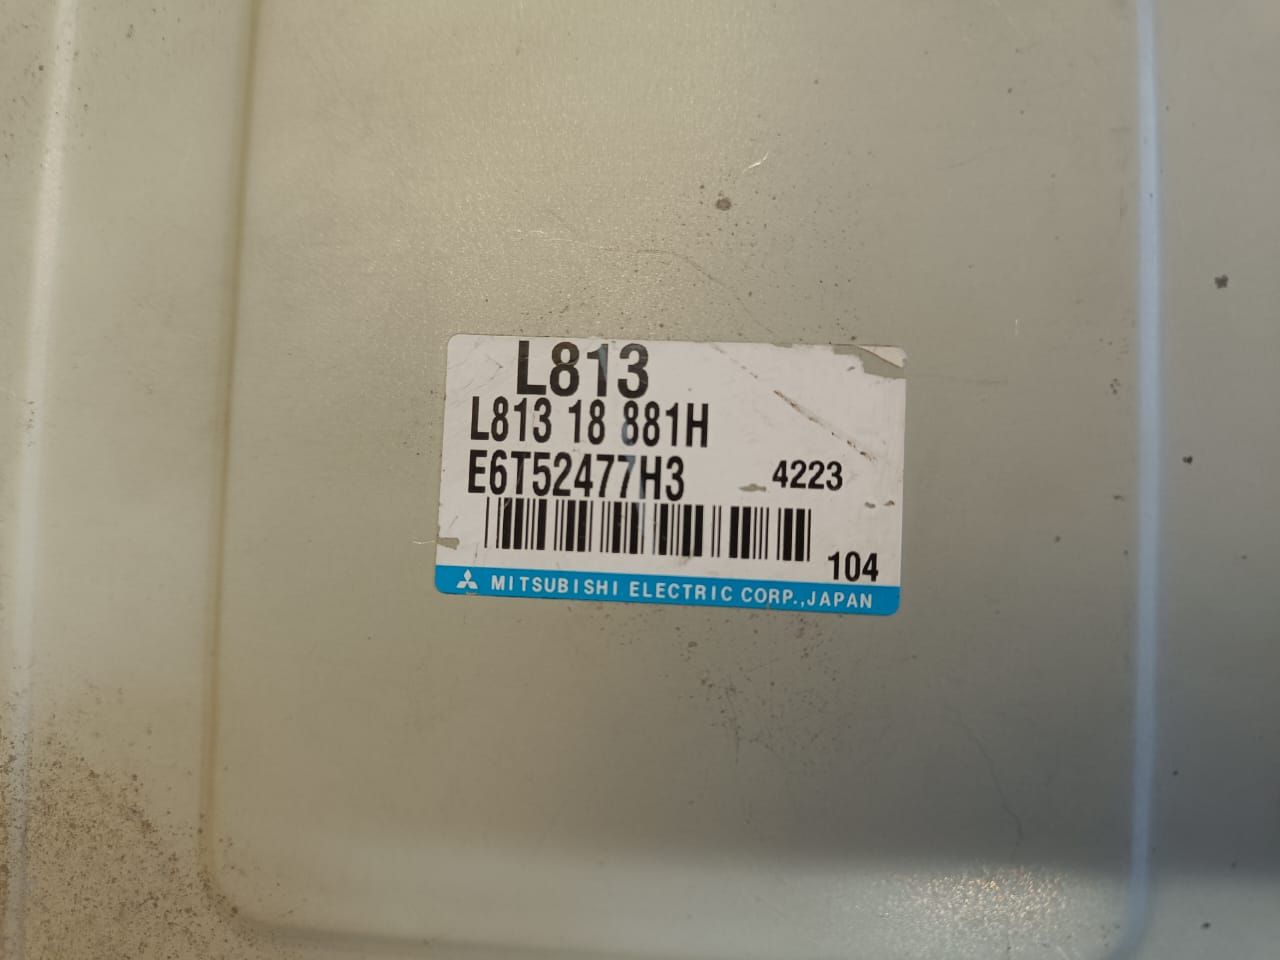 L813
L813 18 881H
E6T52477H3 4223
104
MITSUBISHI ELECTRIC CORP.,JAPAN